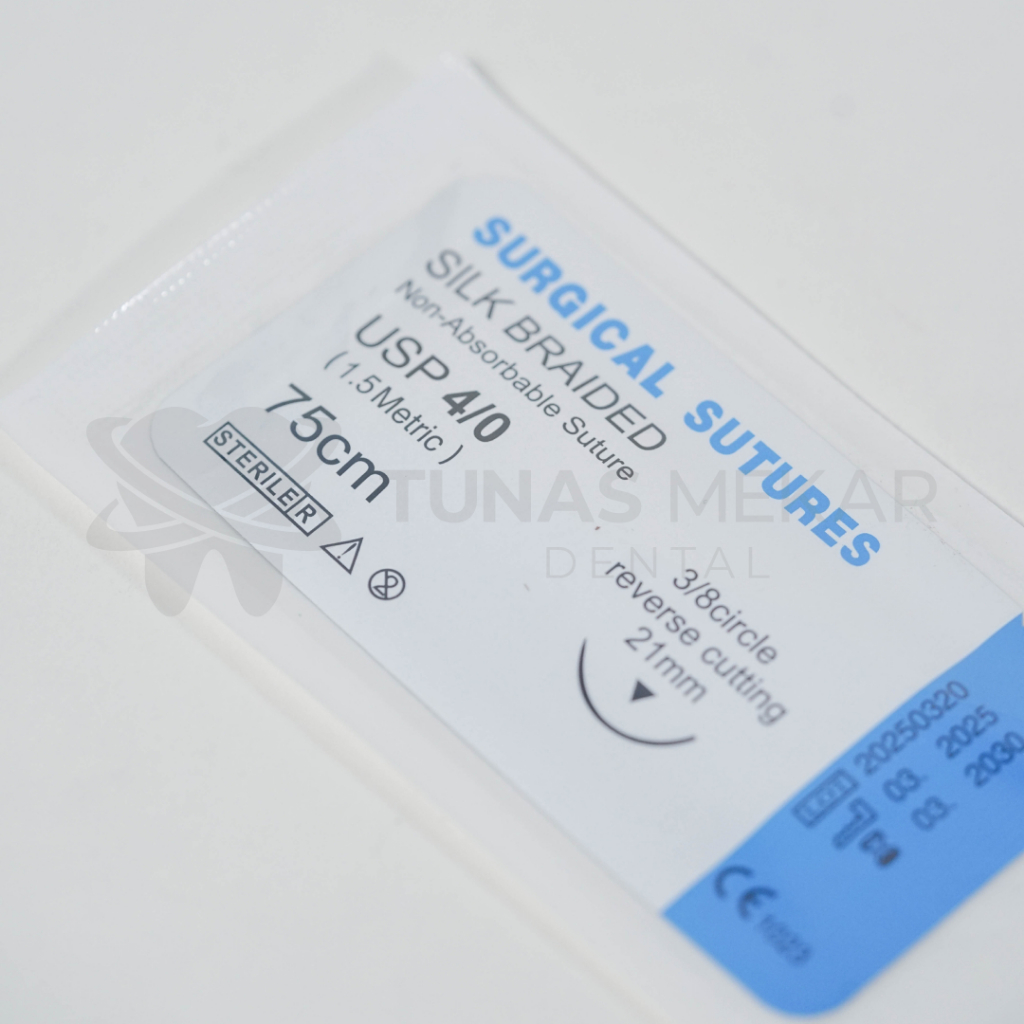 SURGICAL SUTURES
SILK BRAIDED
Non-Absorbable Suture
USP 4/0
(1.5Metric)
75cm
STERILE R
2
3/8circle
reverse cutting
21mm
20250320
03. 2025
03. 2030
CE
TUNAS MEKAR
DENTAL